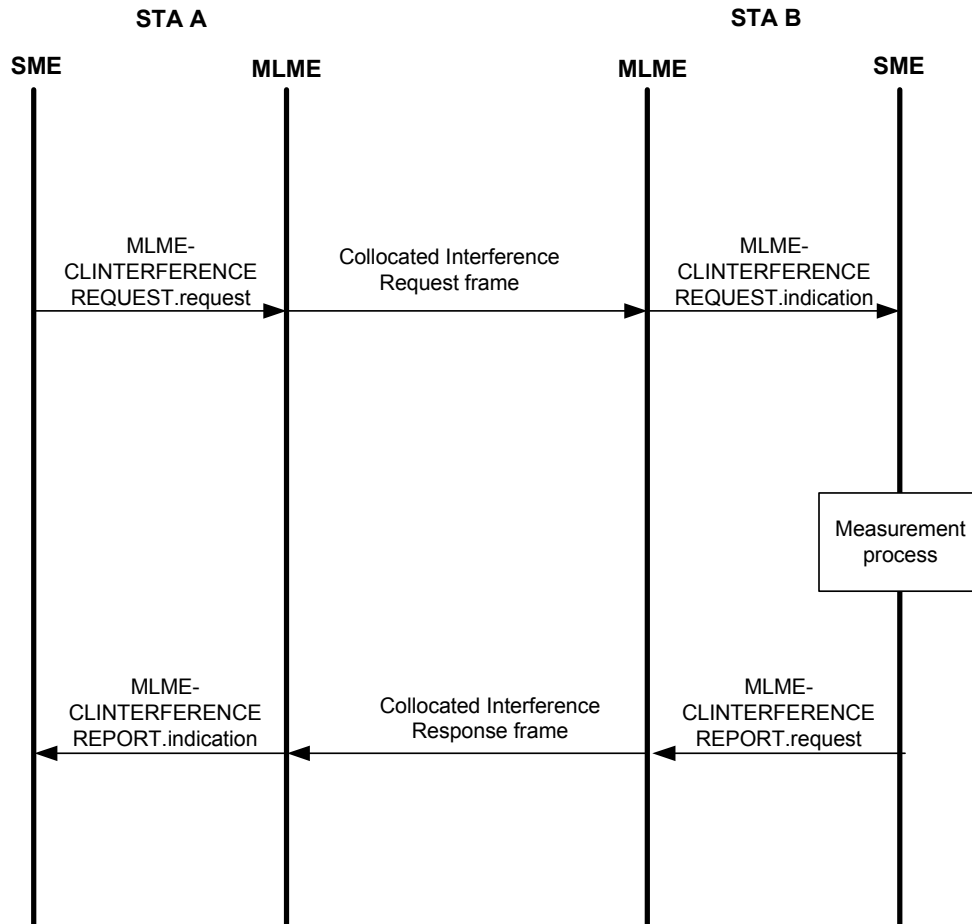 STA A
STA B
SME
MLME
MLME
SME
MLME-
CLINTERFERENCE
REQUEST.request
Collocated Interference
Request frame
MLME-
CLINTERFERENCE
REQUEST.indication
Measurement
process
MLME-
CLINTERFERENCE
REPORT.indication
Collocated Interference
Response frame
MLME-
CLINTERFERENCE
REPORT.request